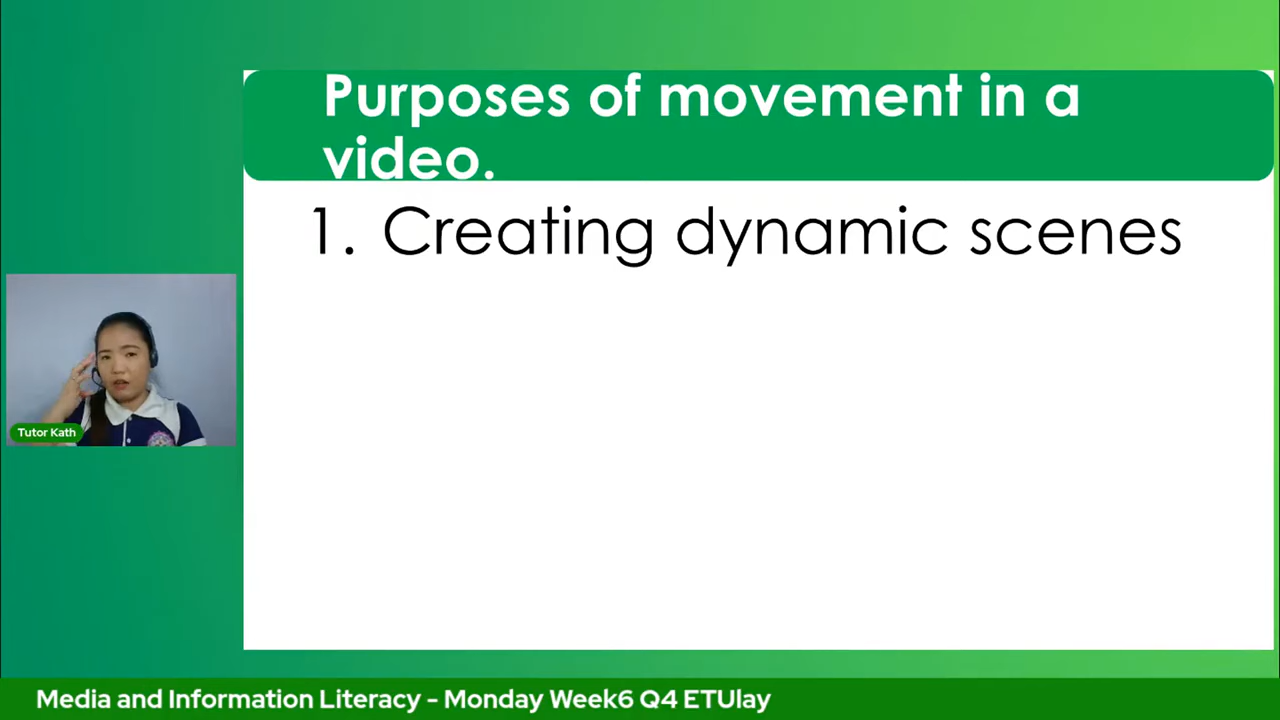 Purposes of movement in a
video.
1. Creating dynamic scenes
Tutor Kath
Media and Information Literacy - Monday Week6 Q4 ETUlay